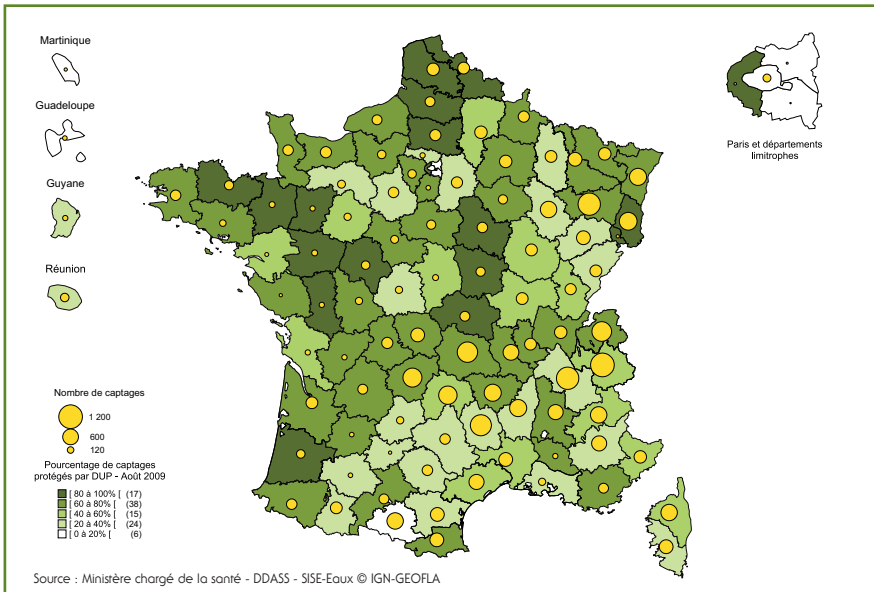 Martinique
Guadeloupe
Guyane
Réunion
Paris et départements
limitrophes
Nombre de captages
1 200
600
120
Pourcentage de captages
protégés par DUP - Août 2009
[ 80 à 100% [ (17)
[ 60 à 80% [ (38)
[ 40 à 60% [ (15)
[ 20 à 40% [ (24)
[ 0 à 20% [ (6)
Source : Ministère chargé de la santé - DDASS - SISE-Eaux © IGN-GEOFLA